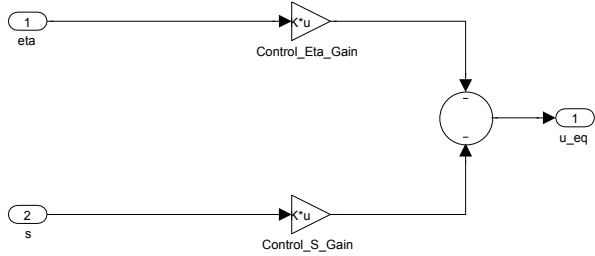 1
eta
K*u
Control_Eta_Gain
-
-
1
u_eq
2
s
K*u
Control_S_Gain